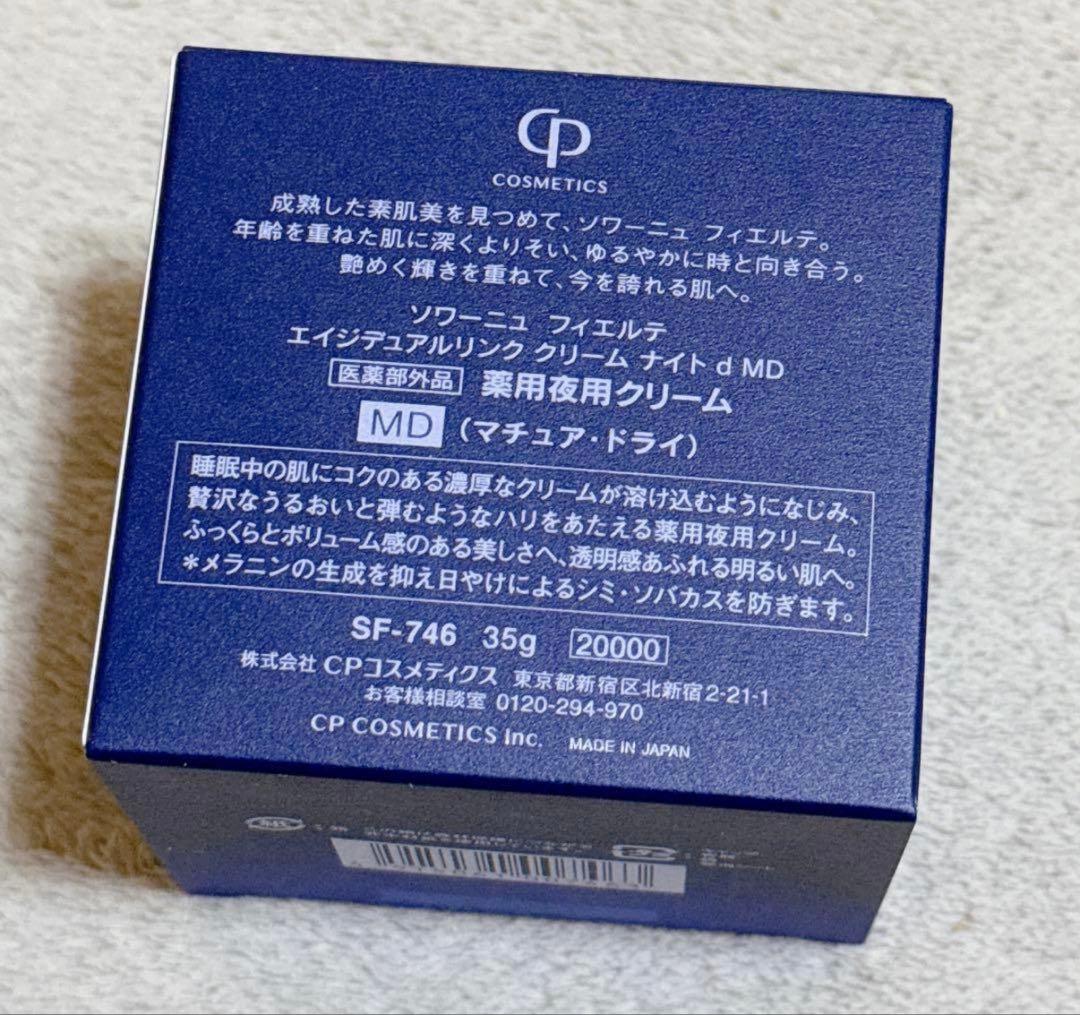 CP
COSMETICS
成熟した素肌美を見つめて、ソワーニュ フィエルテ。
年齢を重ねた肌に深くよりそい、ゆるやかに時と向き合う。
艶めく輝きを重ねて、今を誇れる肌へ。
ソワーニュ フィエルテ
エイジデュアルリンク クリーム ナイト d MD
医薬部外品 薬用夜用クリーム
MD (マチュア・ドライ)
睡眠中の肌にコクのある濃厚なクリームが溶け込むようになじみ、
贅沢なうるおいと弾むようなハリをあたえる薬用夜用クリーム。
ふっくらとボリューム感のある美しさへ、透明感あふれる明るい肌へ。
*メラニンの生成を抑え日やけによるシミ・ソバカスを防ぎます。
SF-746 35g 20000
株式会社 CPコスメティクス 東京都新宿区北新宿2-21-1
お客様相談室 0120-294-970
CP COSMETICS Inc. MADE IN JAPAN